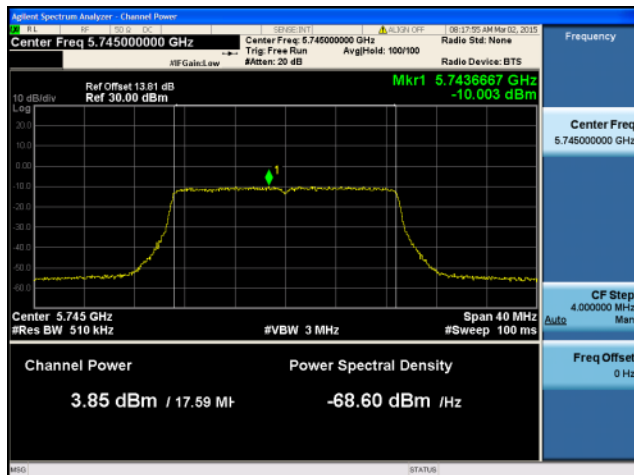 Agilent Spectrum Analyzer - Channel Power
RL RF 50 Ω DC SENSE:INT ALIGN OFF 08:17:55 AM Mar 02, 2015
Center Freq 5.745000000 GHz Center Freq: 5.745000000 GHz Radio Std: None Frequency
Trig: Free Run Avg|Hold: 100/100
#IFGain:Low #Atten: 20 dB Radio Device: BTS
Ref Offset 13.81 dB Mkr1 5.7436667 GHz
10 dB/div Ref 30.00 dBm -10.003 dBm
Log
20.0
10.0
0.00
-10.0
-20.0
-30.0
-40.0
-50.0
-60.0
1
Center Freq
5.745000000 GHz
Center 5.745 GHz Span 40 MHz
#Res BW 510 kHz #VBW 3 MHz #Sweep 100 ms
CF Step
4.000000 MHz
Auto Man
Channel Power Power Spectral Density
3.85 dBm / 17.59 MH -68.60 dBm /Hz
Freq Offset
0 Hz
MSG STATUS